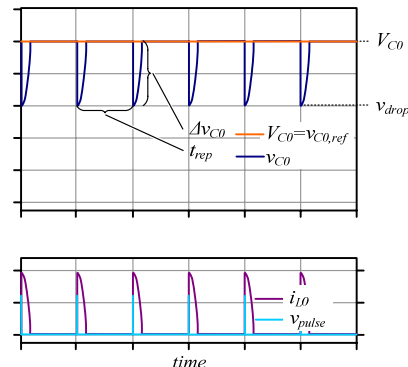 V_C0
v_drop
Δv_C0
V_C0=v_C0,ref
t_rep
v_C0
i_L0
v_pulse
time